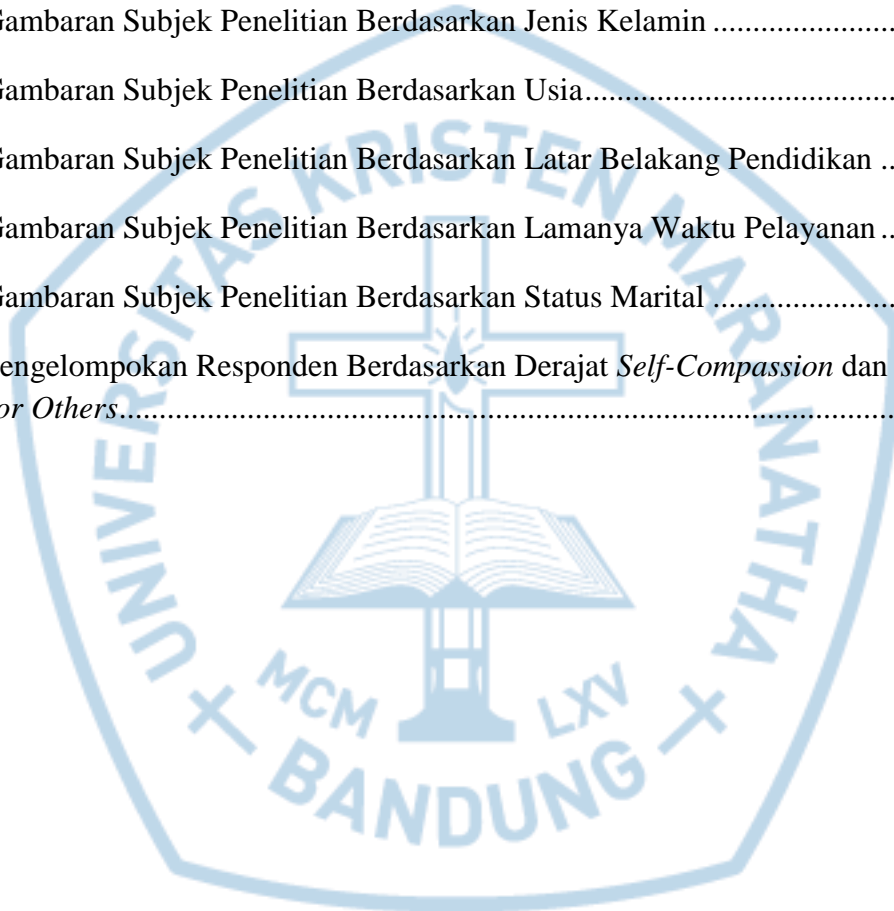 Gambaran Subjek Penelitian Berdasarkan Jenis Kelamin ......................
Gambaran Subjek Penelitian Berdasarkan Usia......................................
Gambaran Subjek Penelitian Berdasarkan Latar Belakang Pendidikan ..
Gambaran Subjek Penelitian Berdasarkan Lamanya Waktu Pelayanan ..
Gambaran Subjek Penelitian Berdasarkan Status Marital ......................
engelompokan Responden Berdasarkan Derajat Self-Compassion dan
or Others................................................................................................
UNIVERSITAS KRISTEN MARANATHA
MCM LXV
BANDUNG